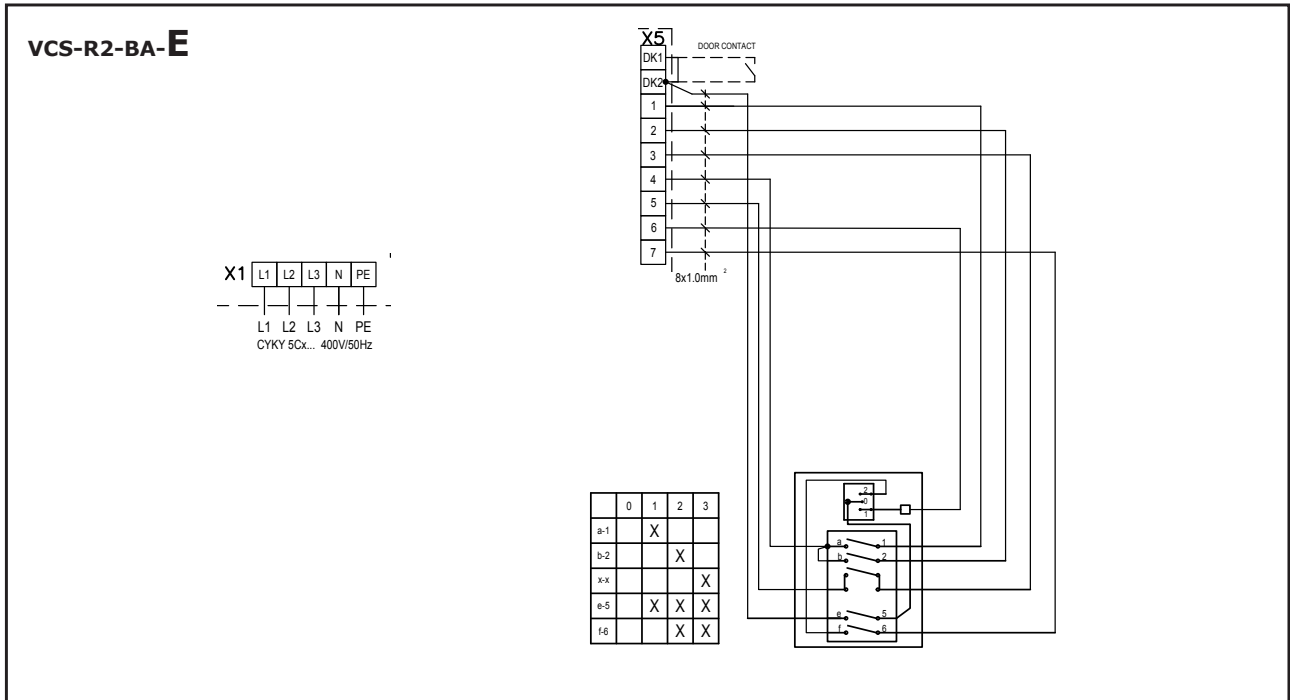 VCS-R2-BA-E
X5
DOOR CONTACT
DK1
DK2
1
2
3
4
5
6
7
8x1.0mm 2
X1 L1 L2 L3 N PE
L1 L2 L3 N PE
CYKY 5Cx... 400V/50Hz
0 1 2 3
a-1 X
b-2 X
x-x X
e-5 X X X
f-6 X X
2
0
1
a 1
b 2
e 5
f 6